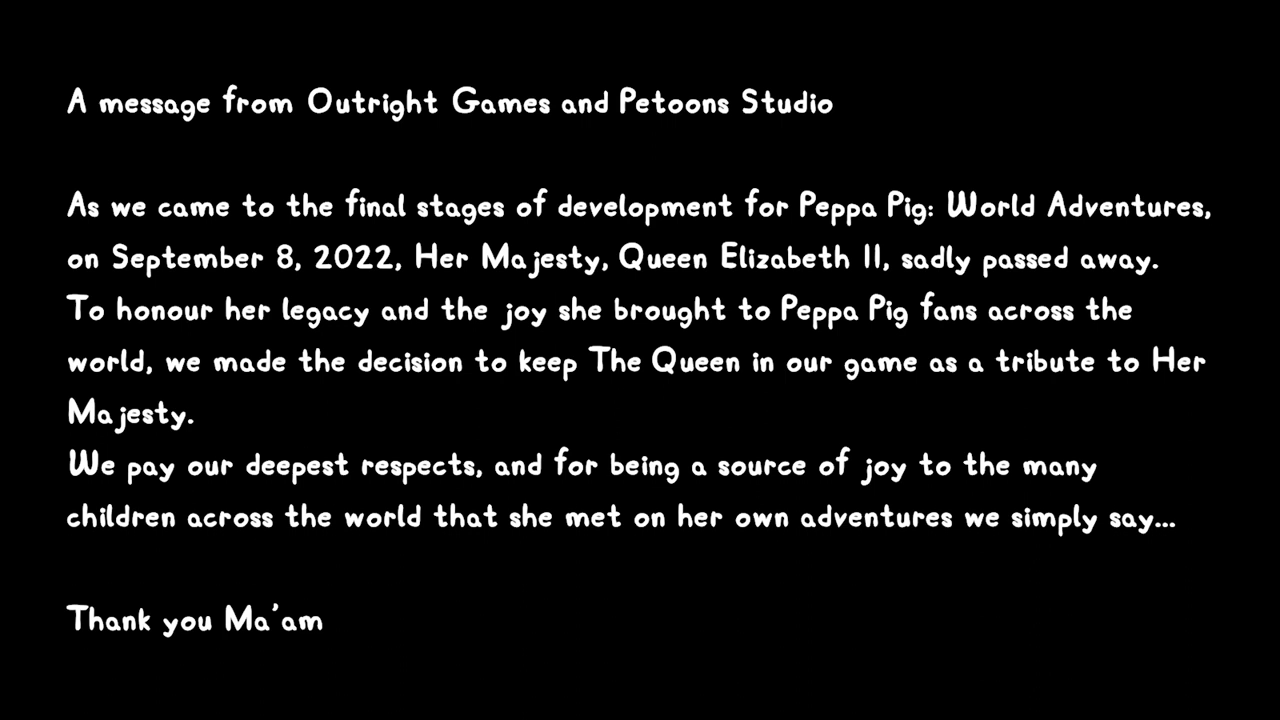 A message from Outright Games and Petoons Studio
As we came to the final stages of development for Peppa Pig: World Adventures,
on September 8, 2022, Her Majesty, Queen Elizabeth II, sadly passed away.
To honour her legacy and the joy she brought to Peppa Pig fans across the
world, we made the decision to keep The Queen in our game as a tribute to Her
Majesty.
We pay our deepest respects, and for being a source of joy to the many
children across the world that she met on her own adventures we simply say...
Thank you Ma'am